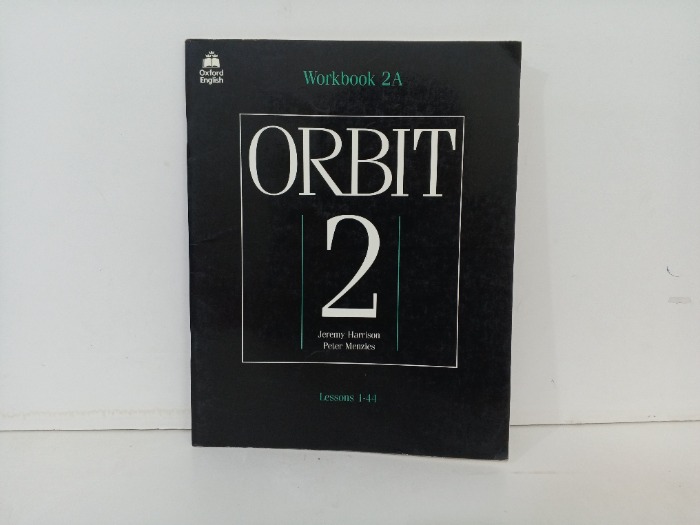 Oxford
English
Workbook 2A
ORBIT
2
Jeremy Harrison
Peter Menzies
Lessons 1-44